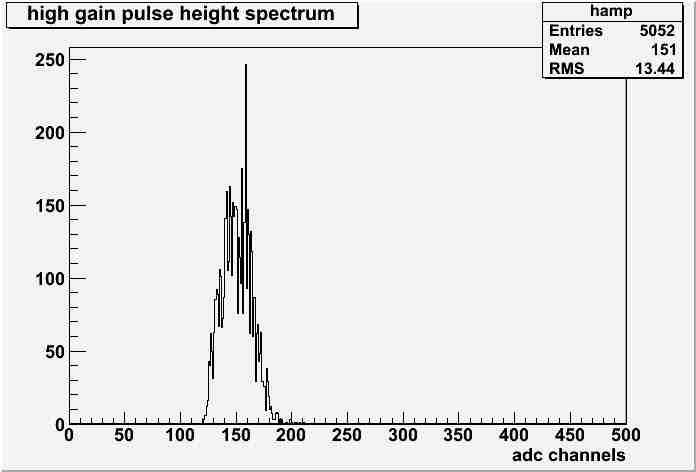 high gain pulse height spectrum
hamp
Entries 5052
Mean 151
RMS 13.44
250
200
150
100
50
0
0 50 100 150 200 250 300 350 400 450 500
adc channels